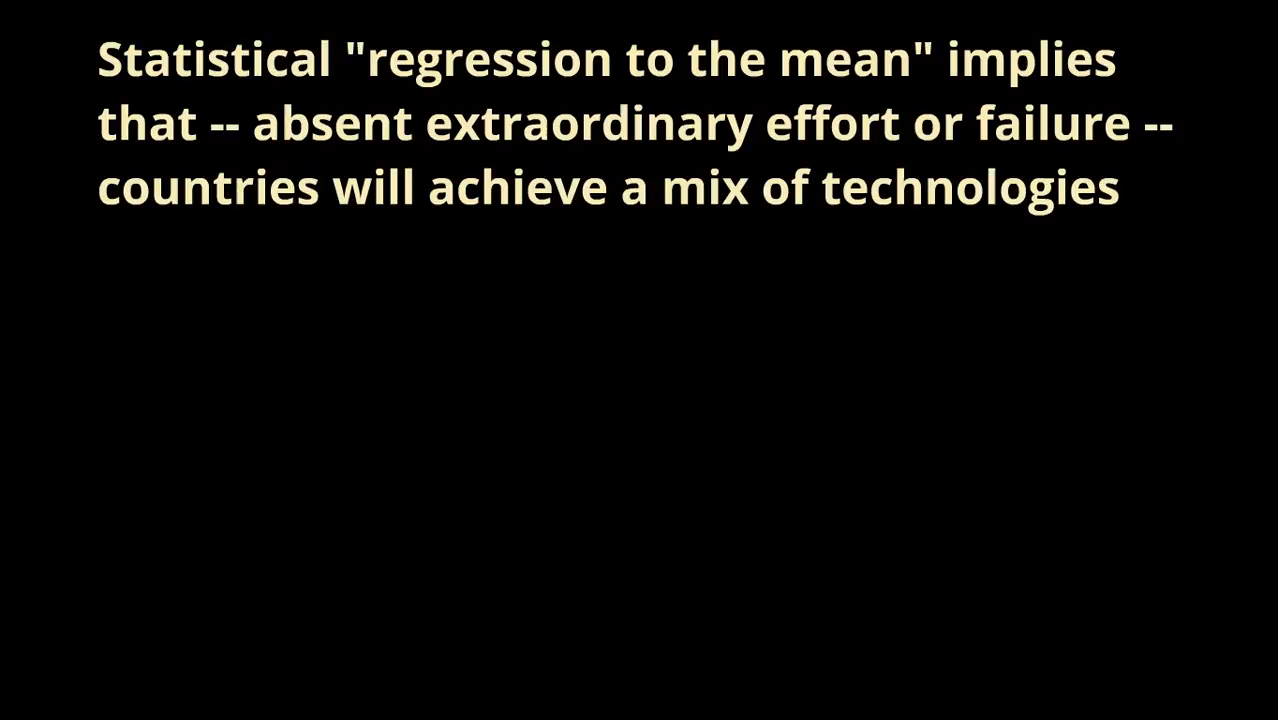 Statistical "regression to the mean" implies
that -- absent extraordinary effort or failure --
countries will achieve a mix of technologies